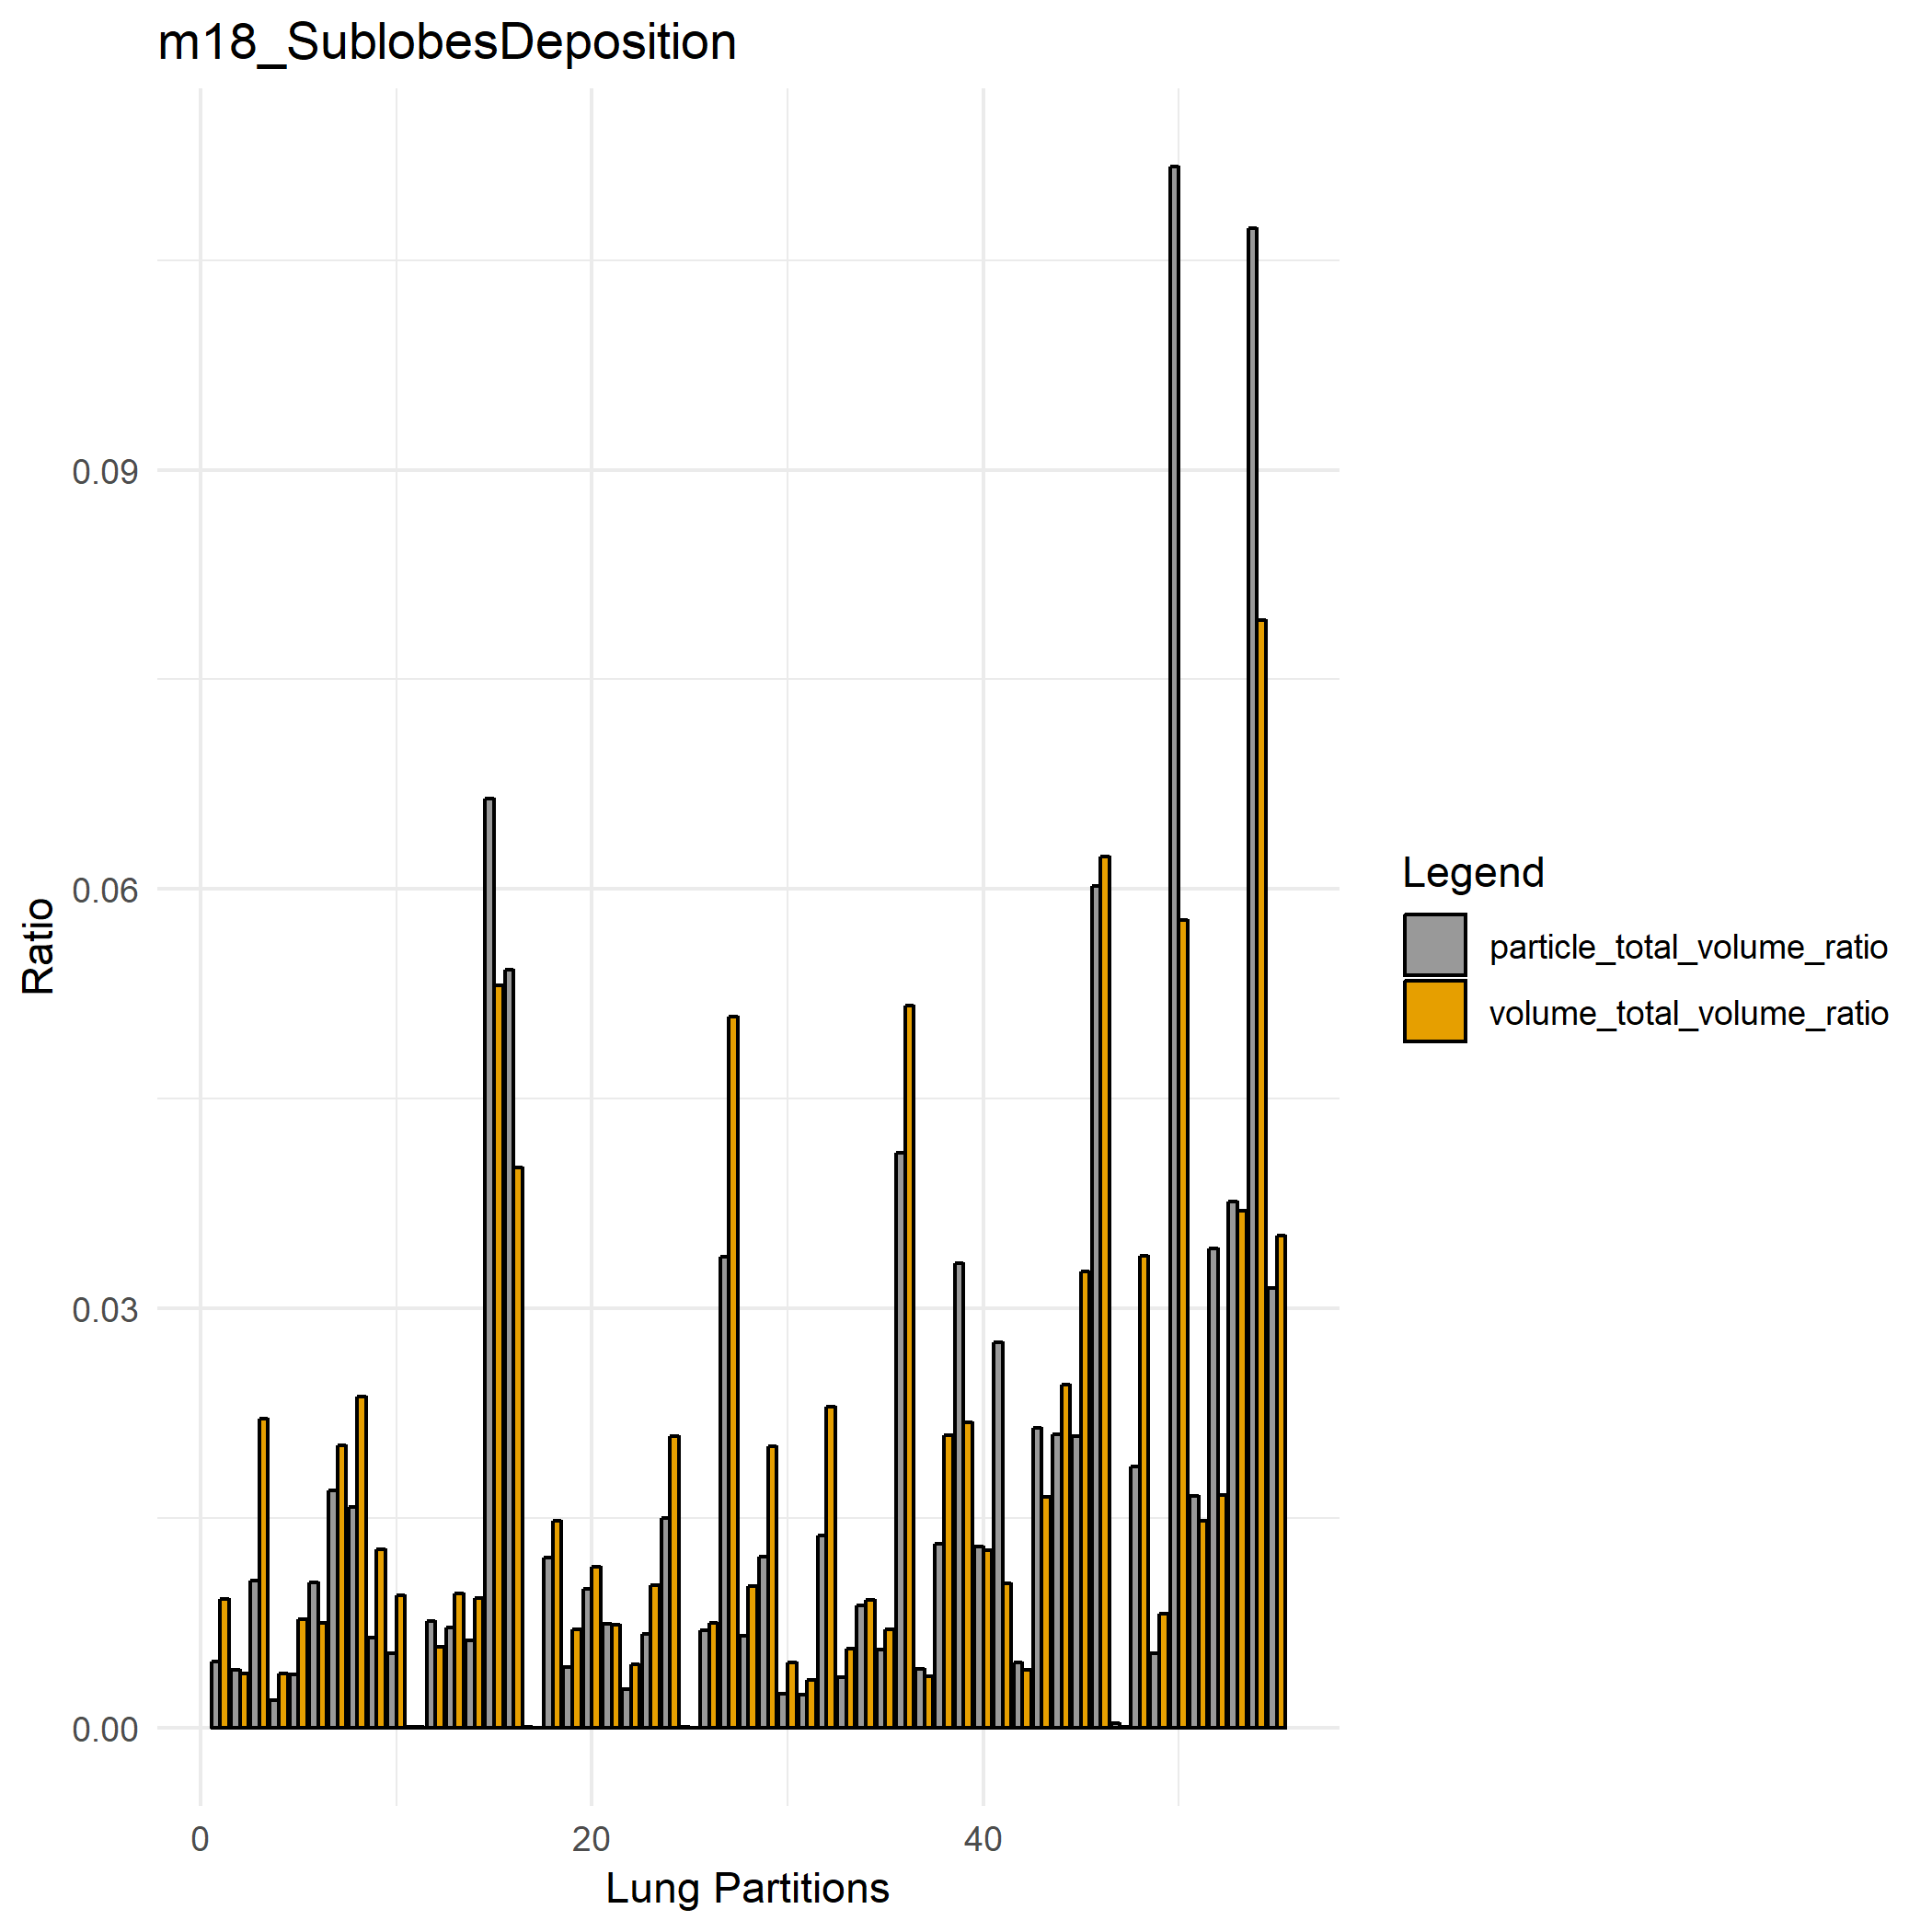 m18_SublobesDeposition
0.09
0.06
0.03
0.00
Ratio
0
20
40
Lung Partitions
Legend
particle_total_volume_ratio
volume_total_volume_ratio